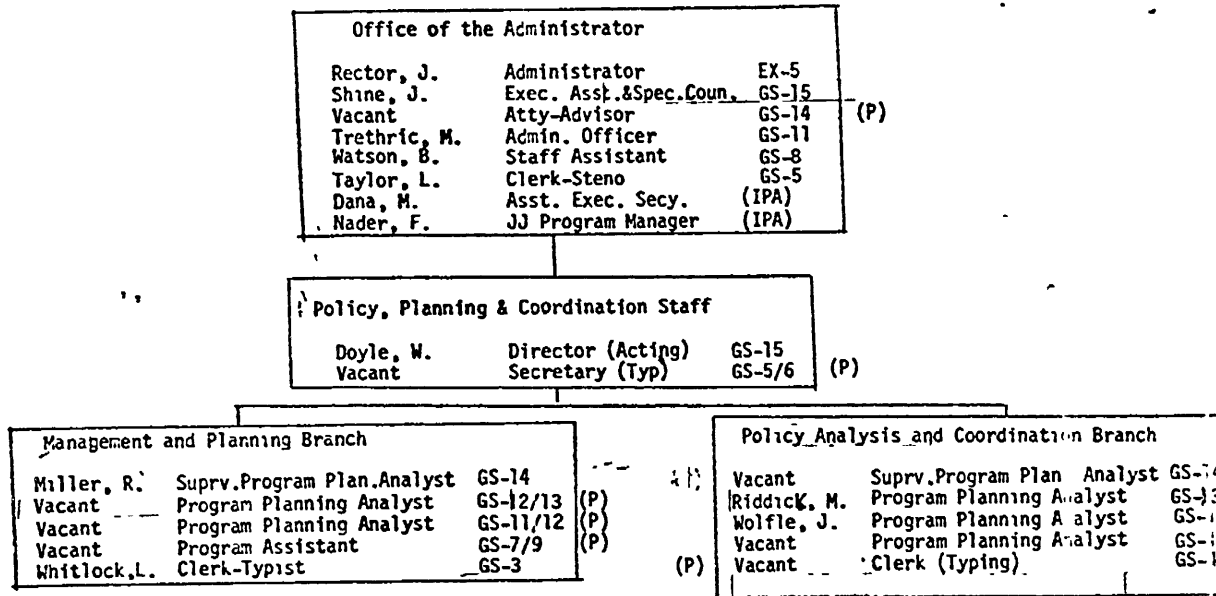 Office of the Administrator
Rector, J. Administrator EX-5
Shine, J. Exec. Asst.&Spec.Coun. GS-15
Vacant Atty-Advisor GS-14 (P)
Trethric, M. Admin. Officer GS-11
Watson, B. Staff Assistant GS-8
Taylor, L. Clerk-Steno GS-5
Dana, M. Asst. Exec. Secy. (IPA)
Nader, F. JJ Program Manager (IPA)
Policy, Planning & Coordination Staff
Doyle, W. Director (Acting) GS-15
Vacant Secretary (Typ) GS-5/6 (P)
Management and Planning Branch
Miller, R. Suprv.Program Plan.Analyst GS-14
Vacant Program Planning Analyst GS-12/13 (P)
Vacant Program Planning Analyst GS-11/12 (P)
Vacant Program Assistant GS-7/9 (P)
Whitlock,L. Clerk-Typist GS-3
Policy Analysis and Coordination Branch
Vacant Suprv.Program Plan Analyst
Riddick, M. Program Planning Analyst
Wolfle, J. Program Planning Analyst
Vacant Program Planning Analyst
(P) Vacant Clerk (Typing)